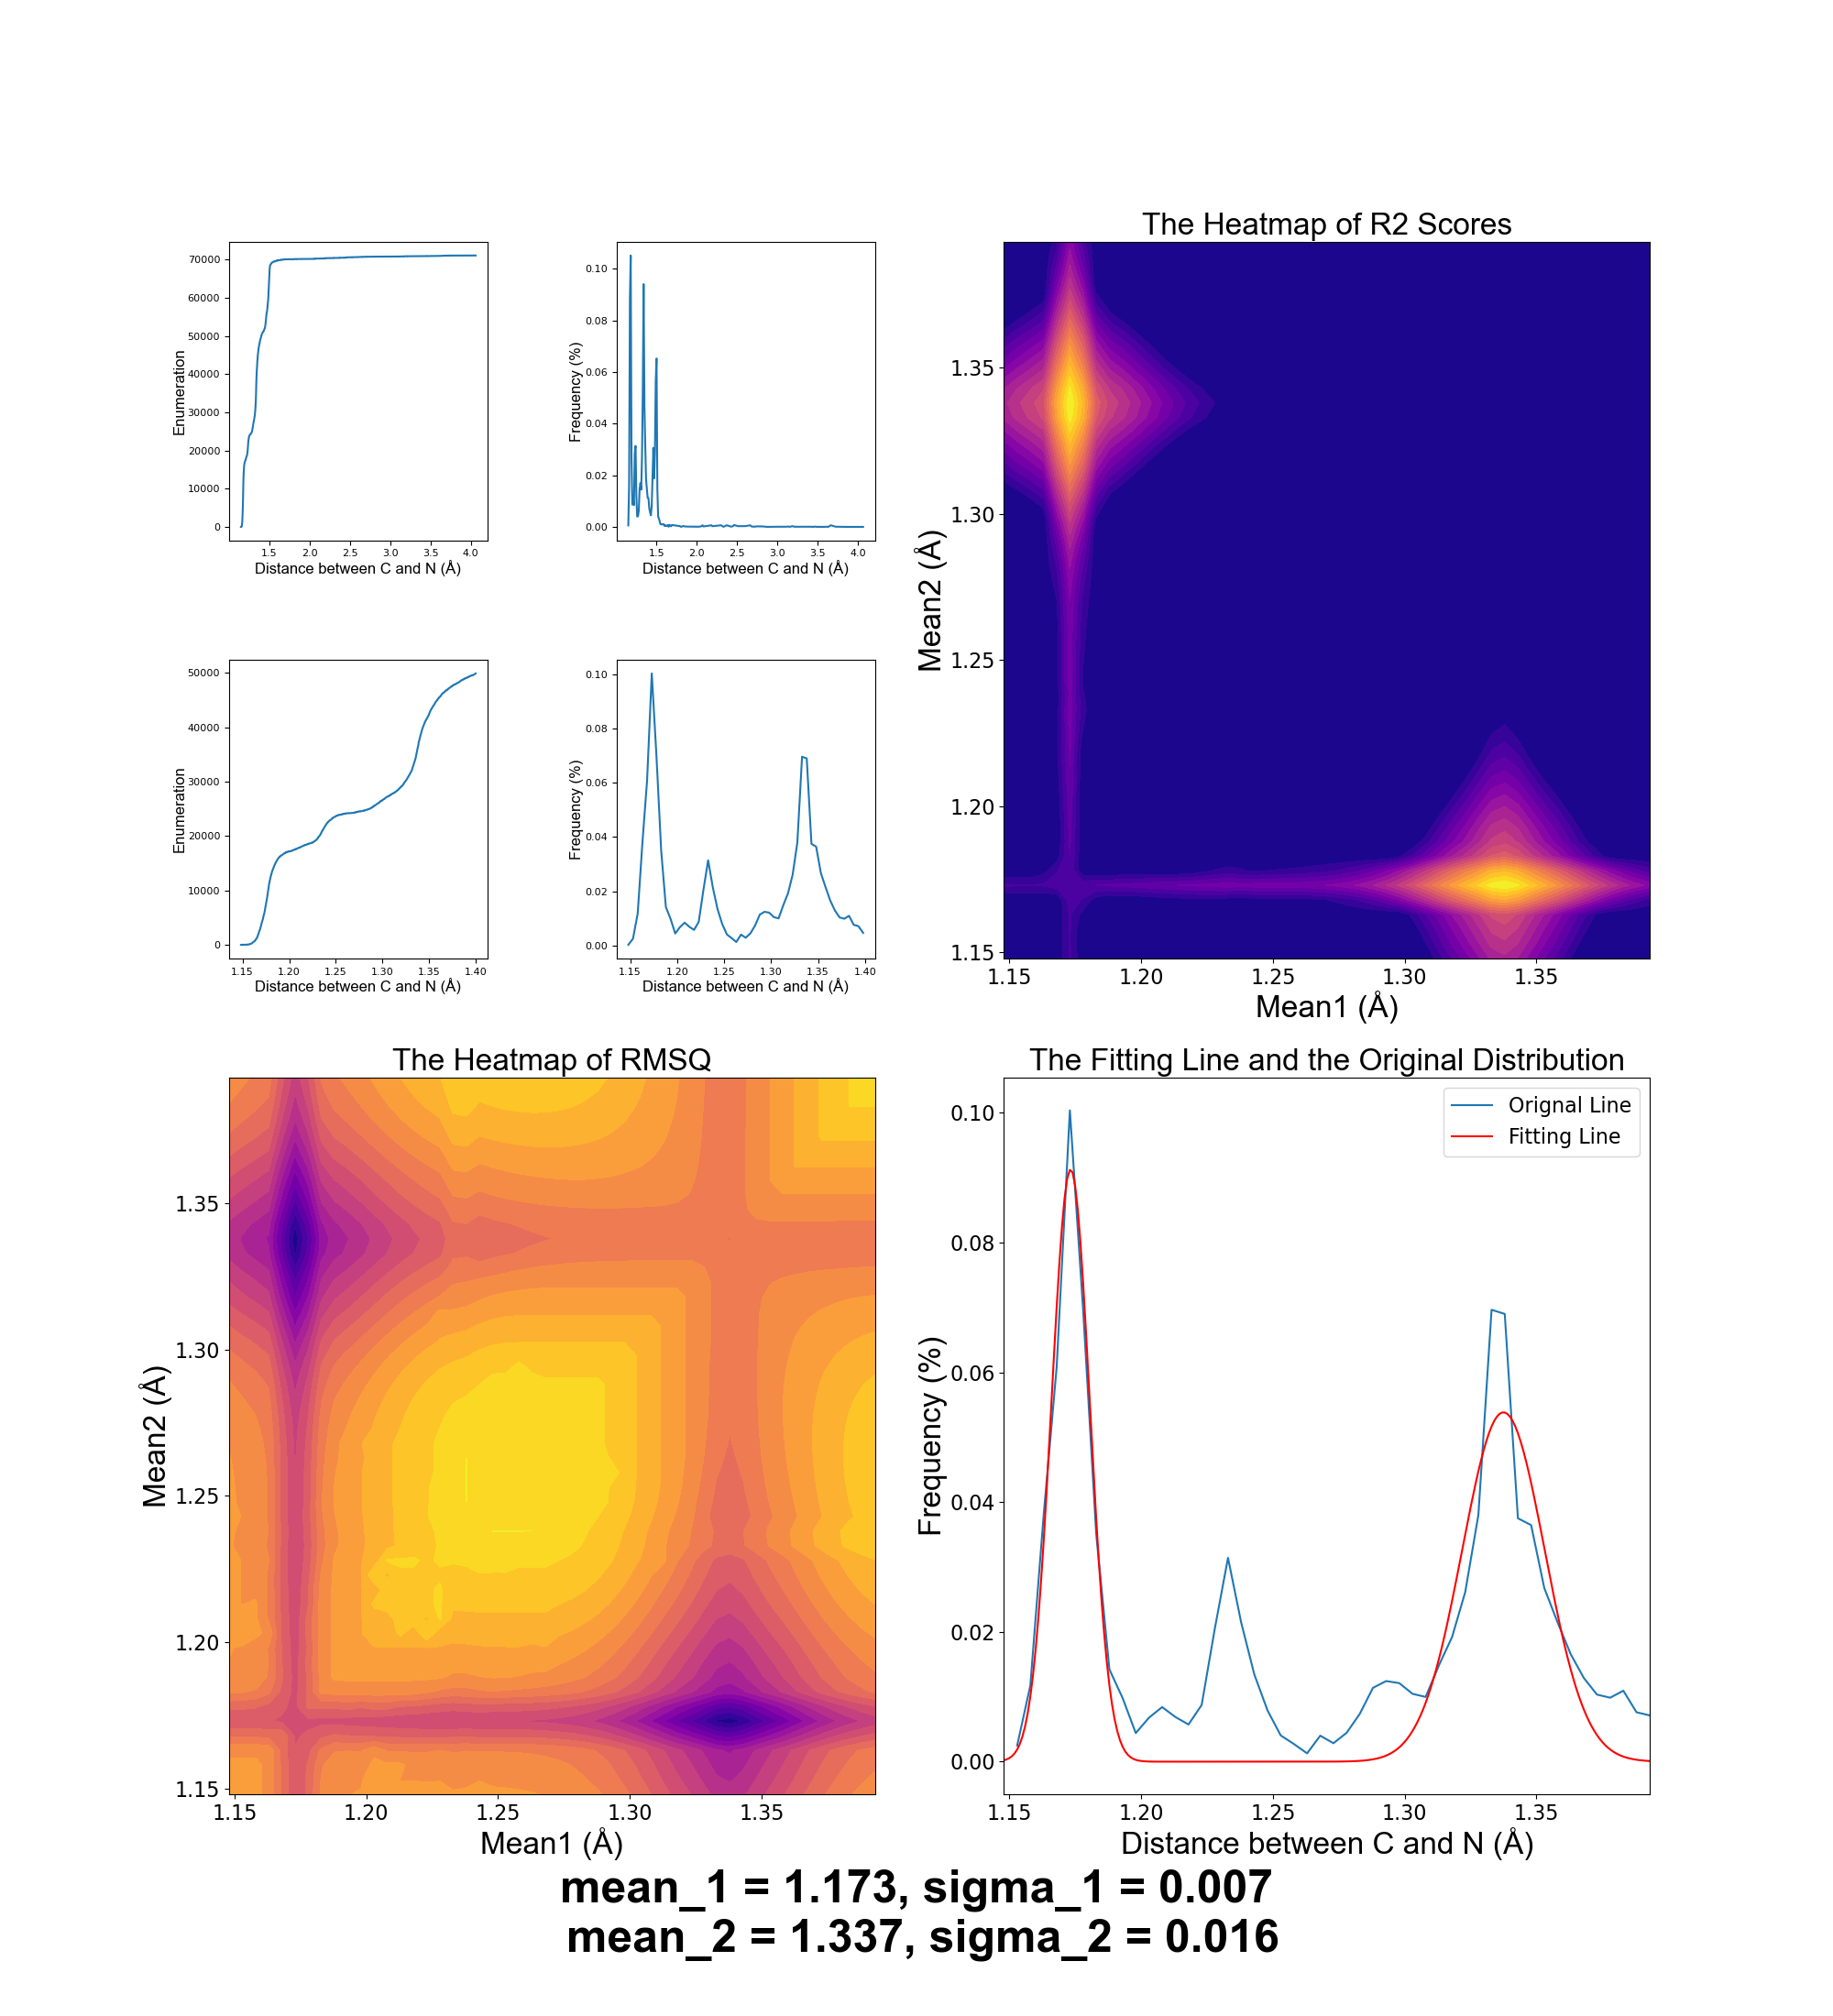 The Heatmap of R2 Scores
70000
60000
50000
40000
30000
20000
10000
0
Enumeration
1.5 2.0 2.5 3.0 3.5 4.0
Distance between C and N (Å)
0.10
0.08
0.06
0.04
0.02
0.00
Frequency (%)
1.5 2.0 2.5 3.0 3.5 4.0
Distance between C and N (Å)
50000
40000
30000
20000
10000
0
Enumeration
1.15 1.20 1.25 1.30 1.35 1.40
Distance between C and N (Å)
0.10
0.08
0.06
0.04
0.02
0.00
Frequency (%)
1.15 1.20 1.25 1.30 1.35 1.40
Distance between C and N (Å)
1.35
1.30
1.25
1.20
1.15
Mean2 (Å)
1.15 1.20 1.25 1.30 1.35
Mean1 (Å)
The Heatmap of RMSQ
1.35
1.30
1.25
1.20
1.15
Mean2 (Å)
1.15 1.20 1.25 1.30 1.35
Mean1 (Å)
The Fitting Line and the Original Distribution
Orignal Line
Fitting Line
0.10
0.08
0.06
0.04
0.02
0.00
Frequency (%)
1.15 1.20 1.25 1.30 1.35
Distance between C and N (Å)
mean_1 = 1.173, sigma_1 = 0.007
mean_2 = 1.337, sigma_2 = 0.016